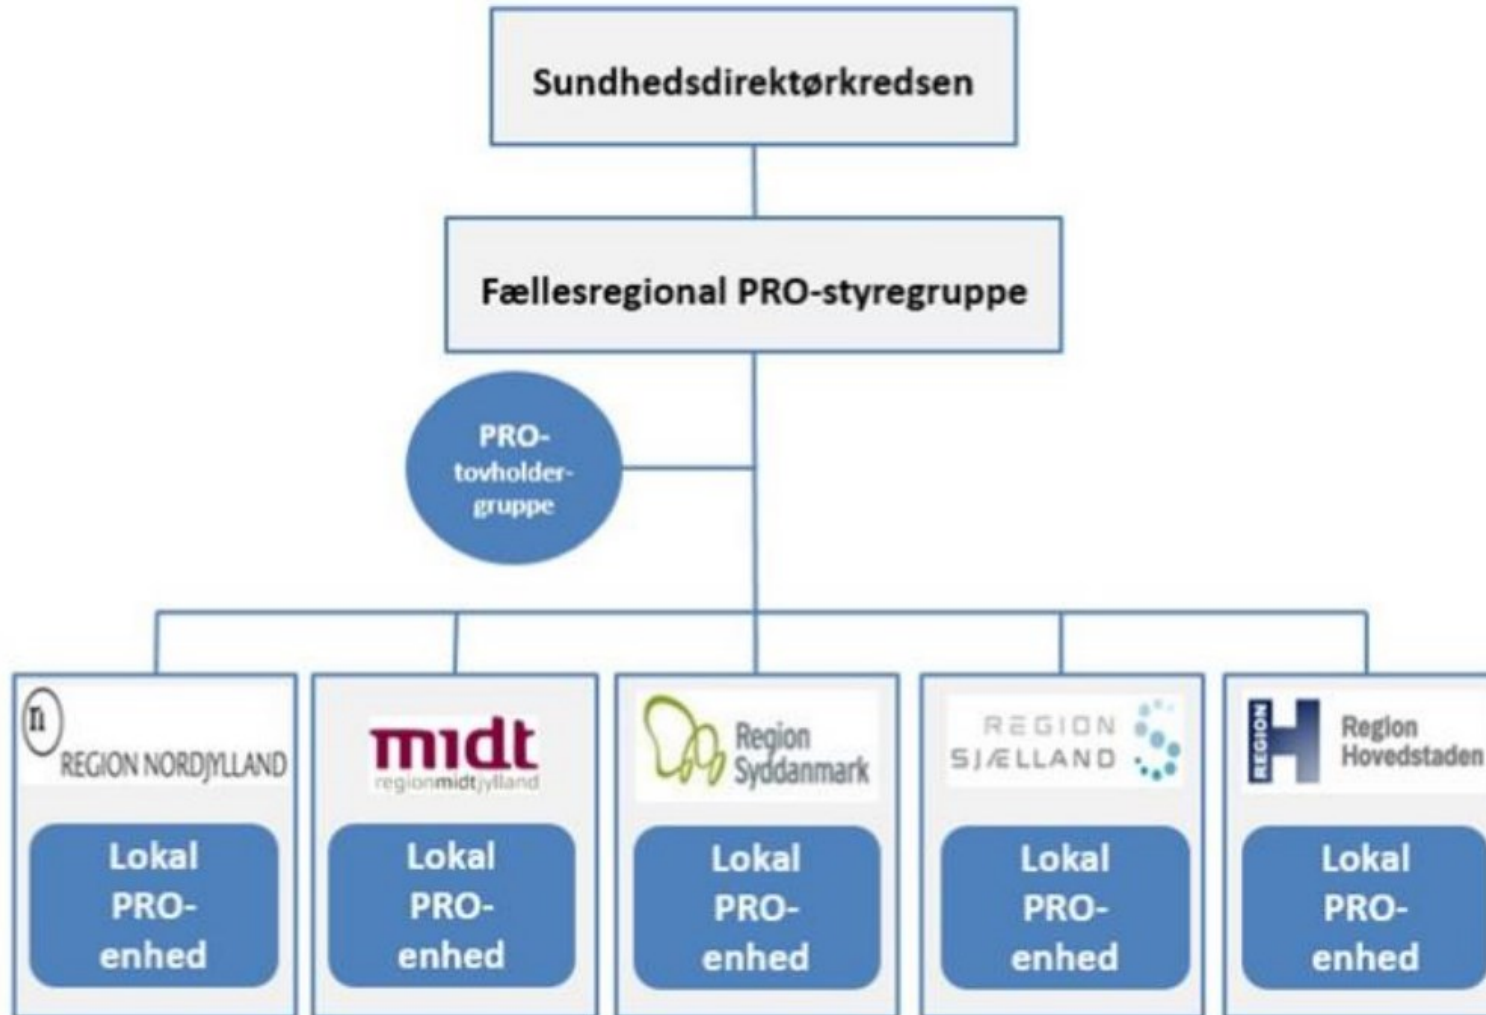 Sundhedsdirektørkredsen
Fællesregional PRO-styregruppe
PRO-
tovholder-
gruppe
n
REGION NORDJYLLAND
midt
regionmidtjylland
Region
Syddanmark
REGION
SJÆLLAND
REGION H
Region
Hovedstaden
Lokal
PRO-
enhed
Lokal
PRO-
enhed
Lokal
PRO-
enhed
Lokal
PRO-
enhed
Lokal
PRO-
enhed